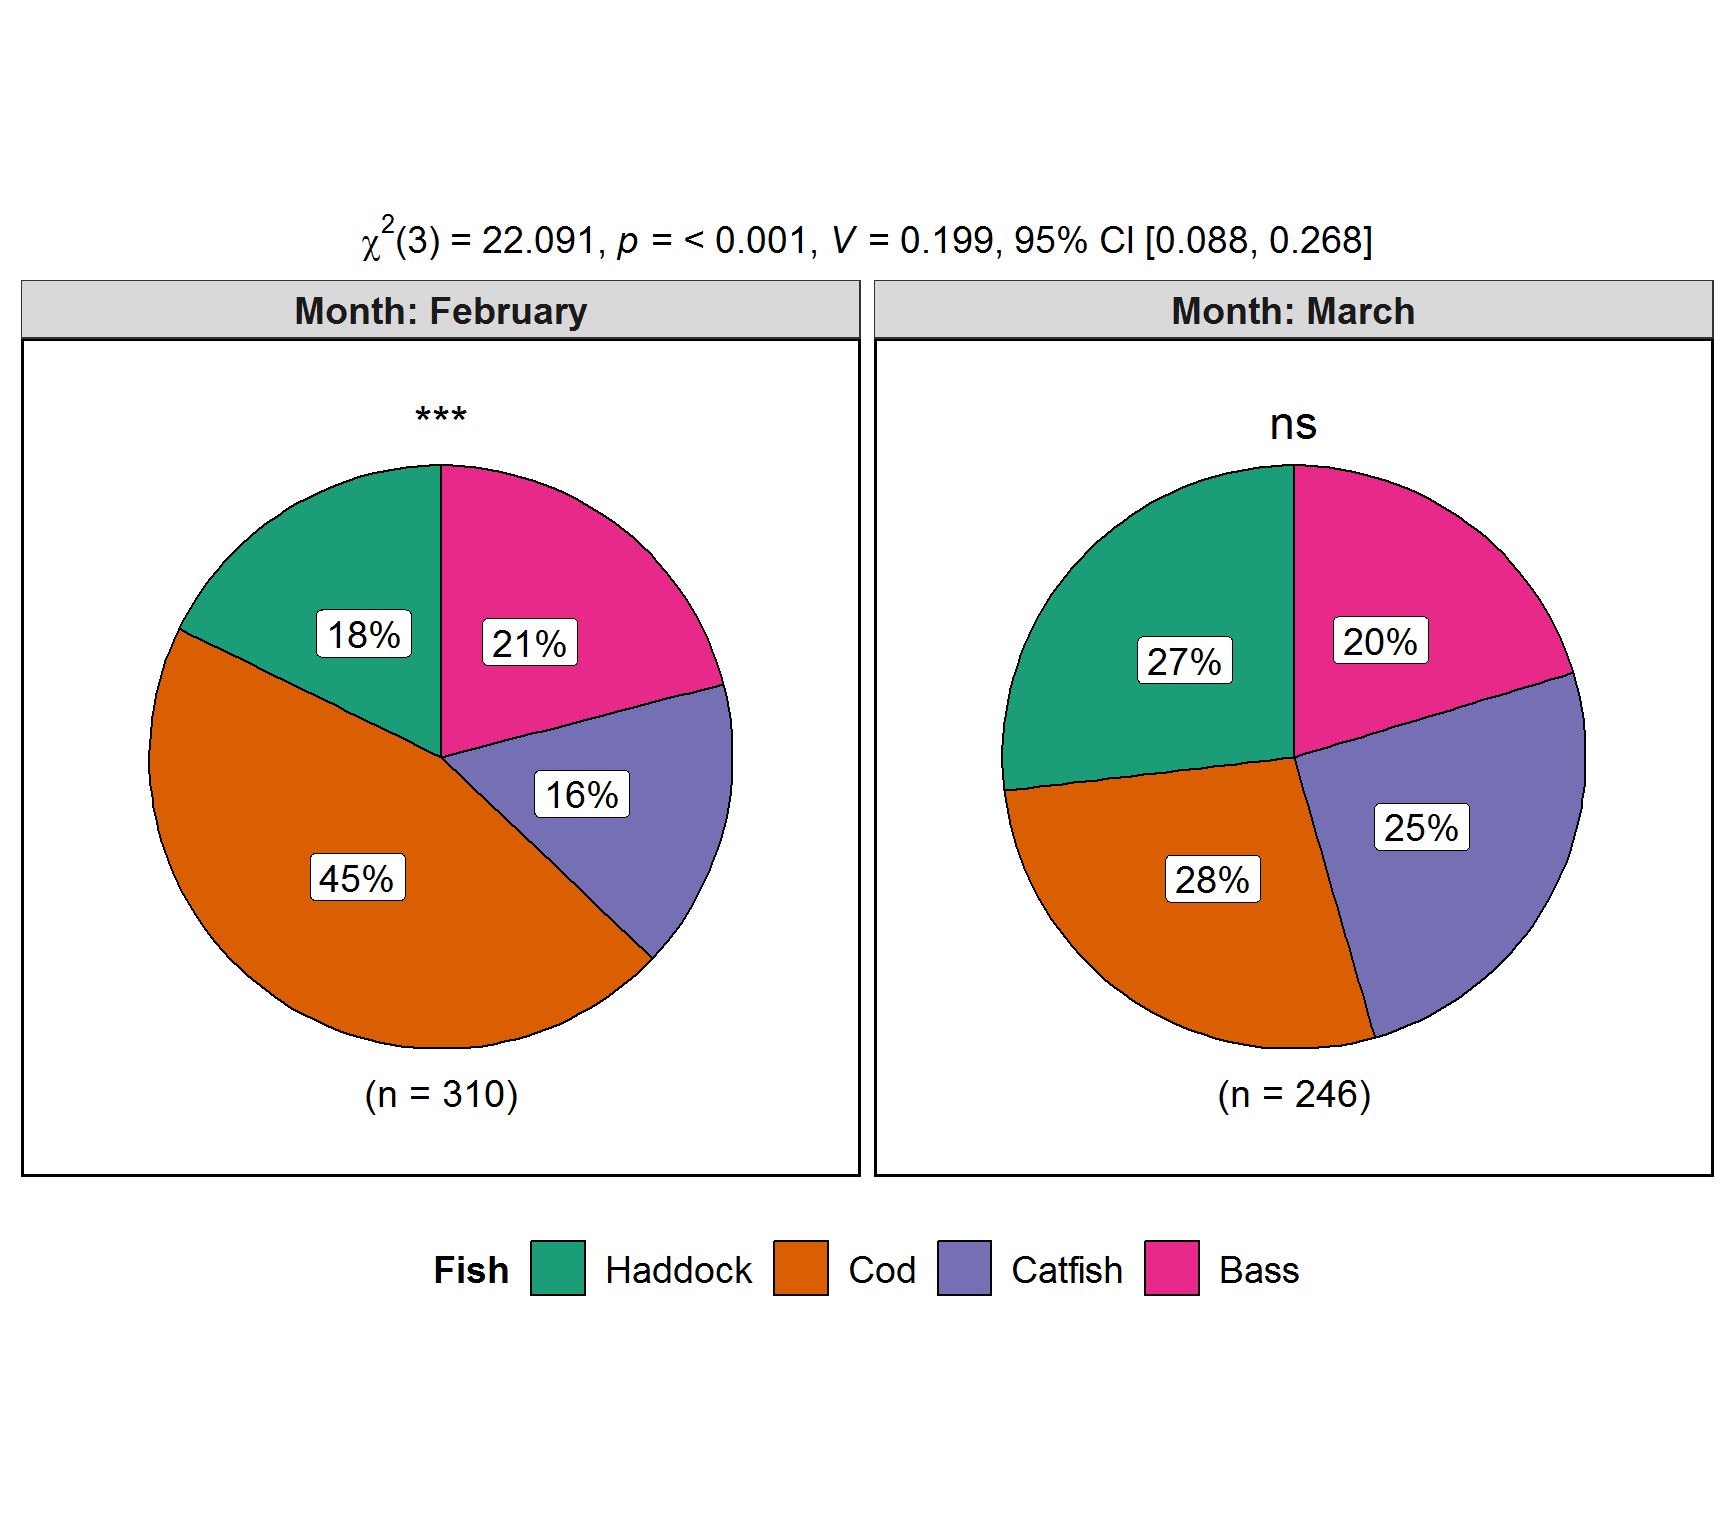 χ²(3) = 22.091, p = < 0.001, V = 0.199, 95% CI [0.088, 0.268]
Month: February
Month: March
***
ns
18%
21%
16%
45%
27%
20%
25%
28%
(n = 310)
(n = 246)
Fish Haddock Cod Catfish Bass